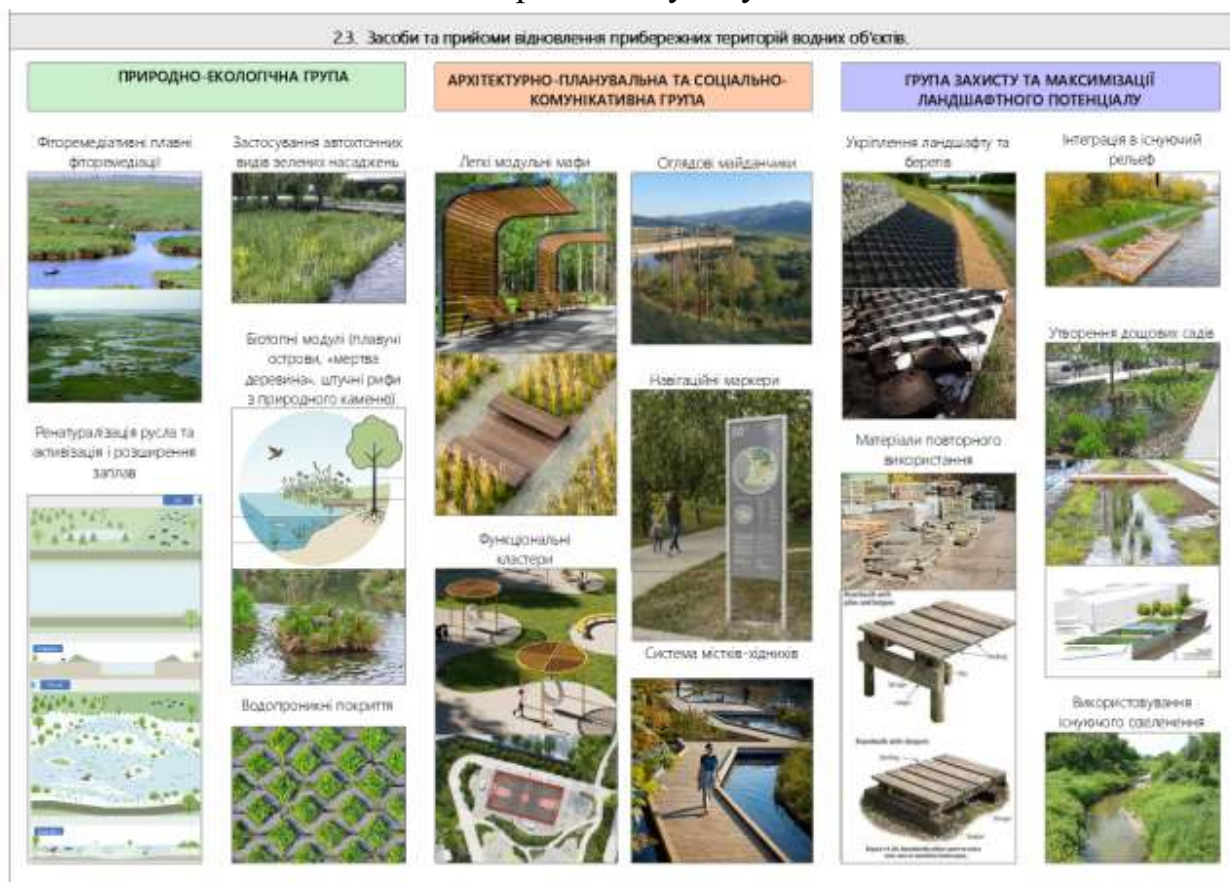 2.3. Засоби та прийоми відновлення прибережних територій водних об'єктів.
ПРИРОДНО-ЕКОЛОГІЧНА ГРУПА
Фіторемедіативні плавні
фіторемедіації
Застосування автохтонних
видів зелених насаджень
Біотопні модулі (плавучі
острови, «мертва
деревина», штучні рифи
з природного каменю)
Ренатуралізація русла та
активізація і розширення
заплав
Водопроникні покриття
АРХІТЕКТУРНО-ПЛАНУВАЛЬНА ТА СОЦІАЛЬНО-
КОМУНІКАТИВНА ГРУПА
Легкі модульні мафи
Оглядові майданчики
Навігаційні маркери
Функціональні
кластери
Система містків-хідників
ГРУПА ЗАХИСТУ ТА МАКСИМІЗАЦІЇ
ЛАНДШАФТНОГО ПОТЕНЦІАЛУ
Укріплення ландшафту та
берегів
Інтеграція в існуючий
рельєф
Утворення дощових садів
Матеріали повторного
використання
Використовування
існуючого озеленення